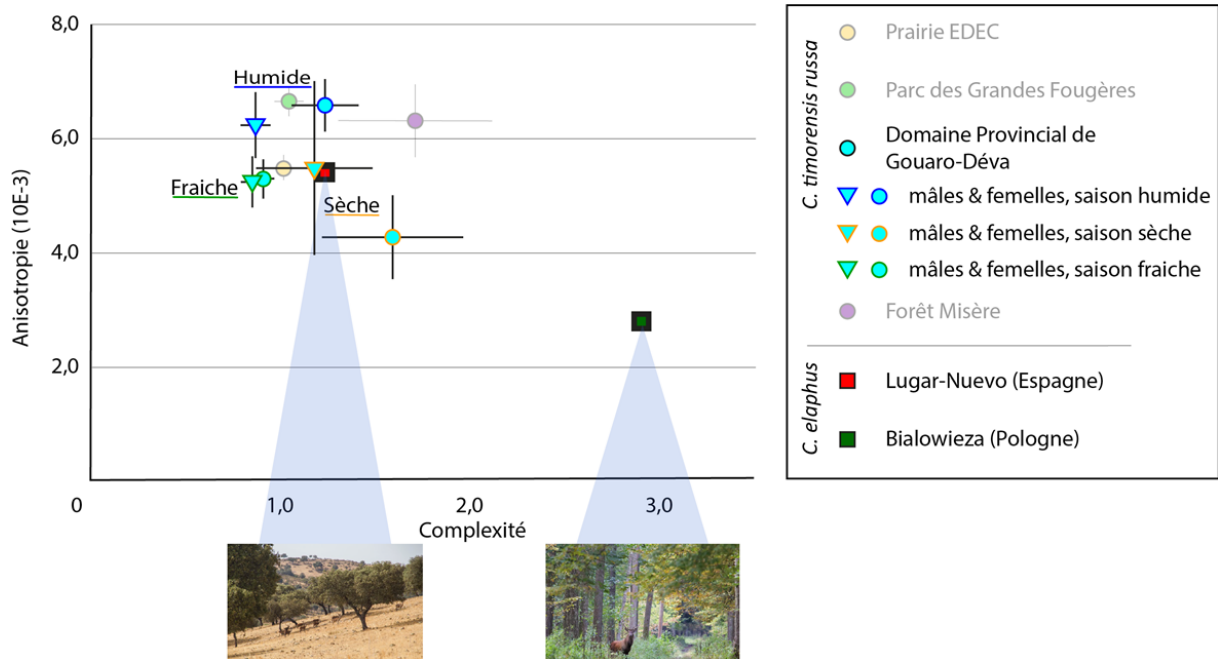 8,0
6,0
4,0
2,0
0
1,0
2,0
3,0
Anisotropie (10E-3)
Complexité
Humide
Fraiche
Sèche
C. timorensis russa
Prairie EDEC
Parc des Grandes Fougères
Domaine Provincial de
Gouaro-Déva
mâles & femelles, saison humide
mâles & femelles, saison sèche
mâles & femelles, saison fraiche
Forêt Misère
C. elaphus
Lugar-Nuevo (Espagne)
Bialowieza (Pologne)